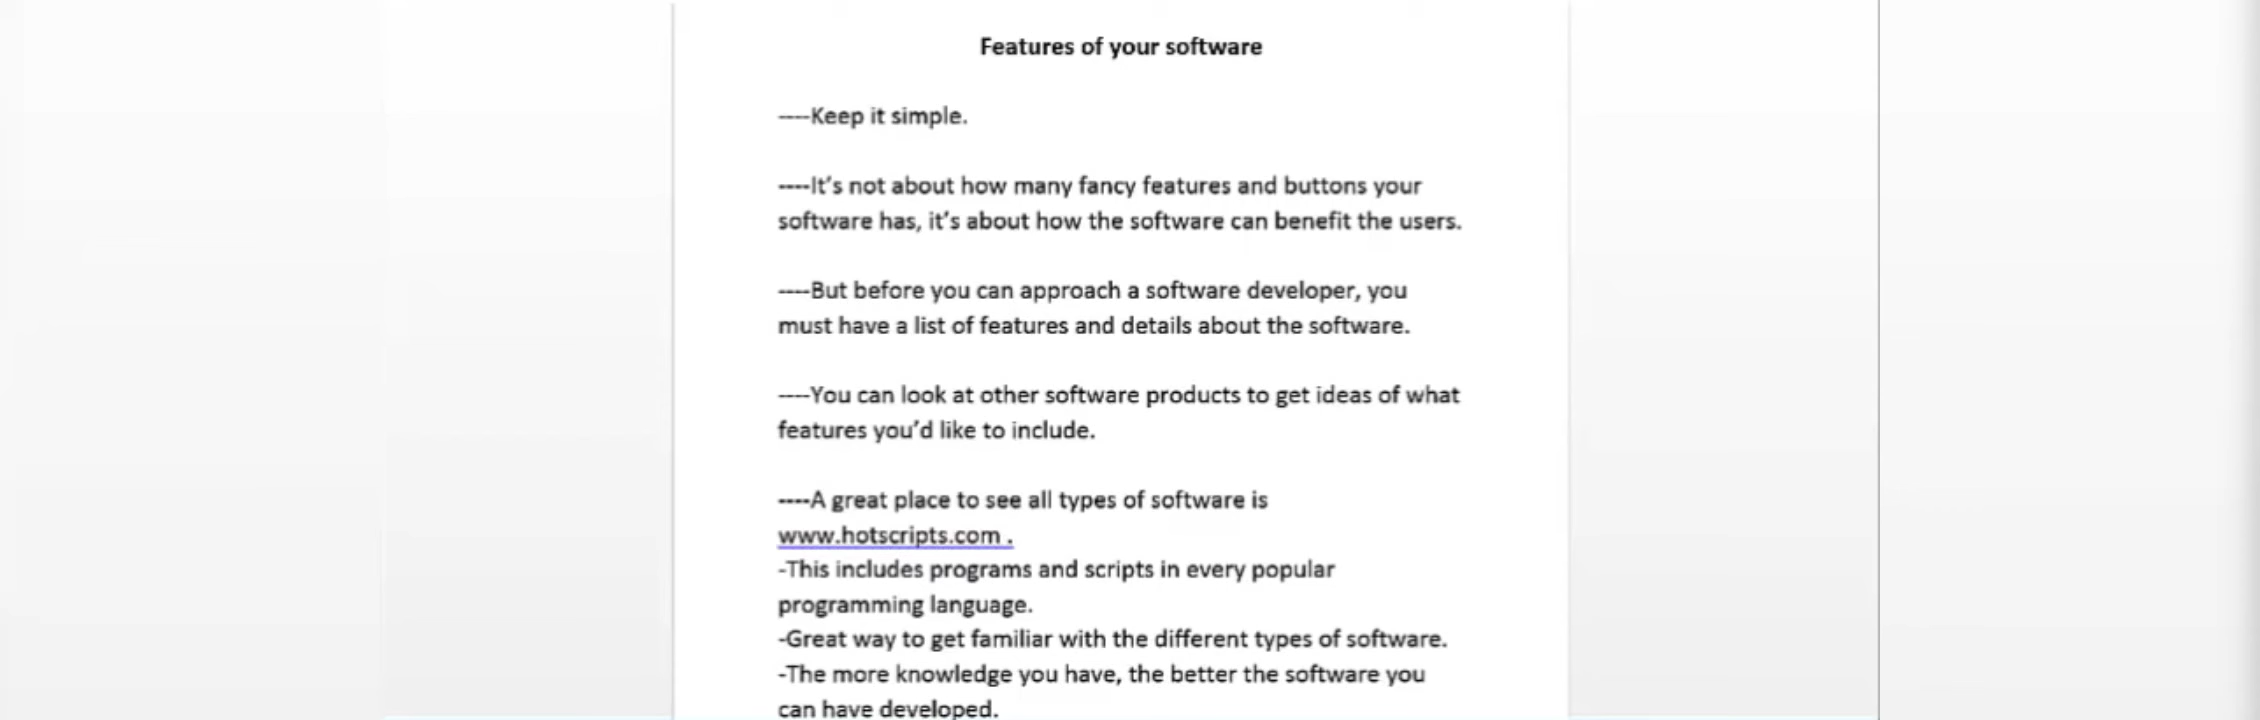 Features of your software
----Keep it simple.
----It's not about how many fancy features and buttons your
software has, it's about how the software can benefit the users.
----But before you can approach a software developer, you
must have a list of features and details about the software.
----You can look at other software products to get ideas of what
features you'd like to include.
----A great place to see all types of software is
www.hotscripts.com .
-This includes programs and scripts in every popular
programming language.
-Great way to get familiar with the different types of software.
-The more knowledge you have, the better the software you
can have developed.